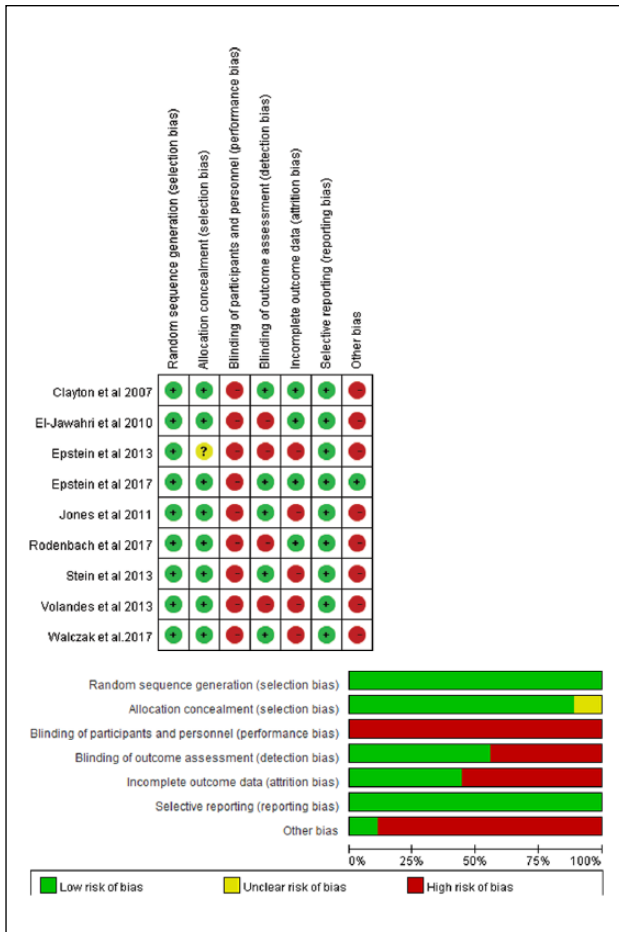 Random sequence generation (selection bias)
Allocation concealment (selection bias)
Blinding of participants and personnel (performance bias)
Blinding of outcome assessment (detection bias)
Incomplete outcome data (attrition bias)
Selective reporting (reporting bias)
Other bias
Clayton et al 2007 + + - + + + -
El-Jawahri et al 2010 + + - - + + -
Epstein et al 2013 + ? - - - + -
Epstein et al 2017 + + - + + + +
Jones et al 2011 + + - + - + -
Rodenbach et al 2017 + + - - + + -
Stein et al 2013 + + - + - + -
Volandes et al 2013 + + - - - + -
Walczak et al.2017 + + - + - + -
Random sequence generation (selection bias)
Allocation concealment (selection bias)
Blinding of participants and personnel (performance bias)
Blinding of outcome assessment (detection bias)
Incomplete outcome data (attrition bias)
Selective reporting (reporting bias)
Other bias
0% 25% 50% 75% 100%
Low risk of bias Unclear risk of bias High risk of bias